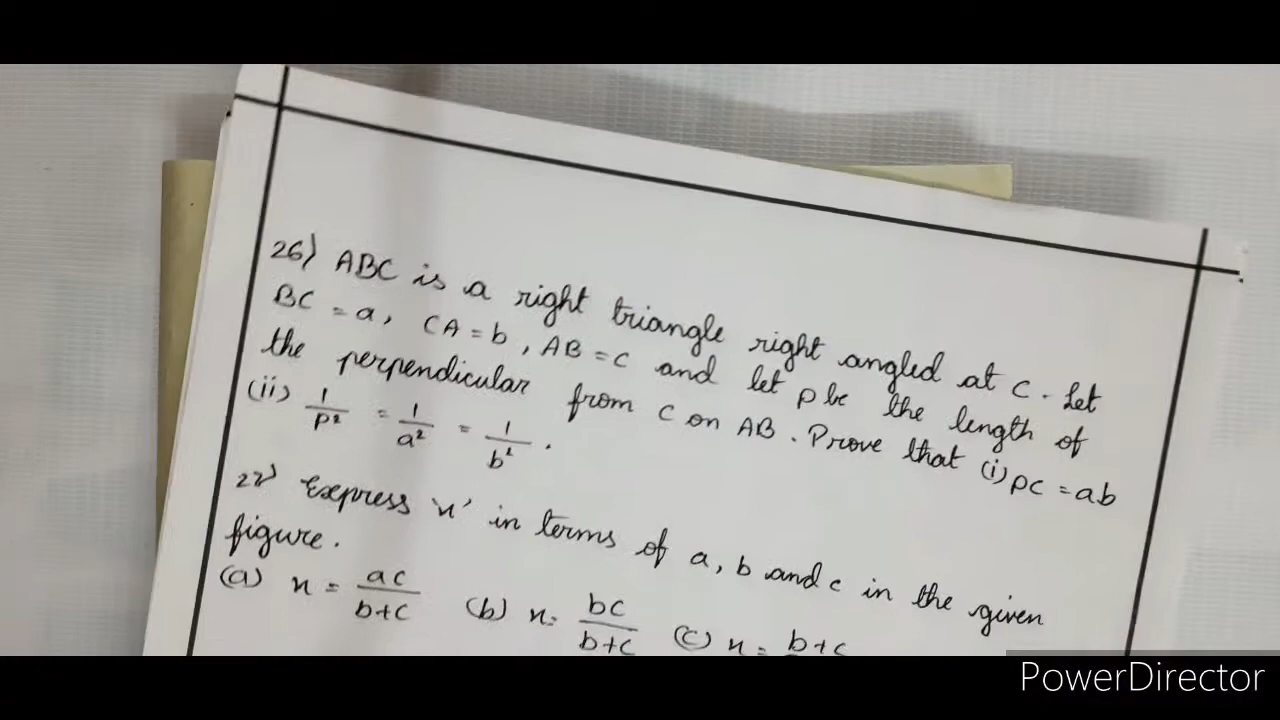 26) ABC is a right triangle right angled at C. Let
BC = a, CA = b, AB = c and let p be the length of
the perpendicular from C on AB. Prove that (i) pc = ab
(ii) 1/p² = 1/a² = 1/b².
27) Express 'x' in terms of a, b and c in the given
figure.
(a) x = ac/b+c (b) x = bc/b+c (c) x = b+c
PowerDirector